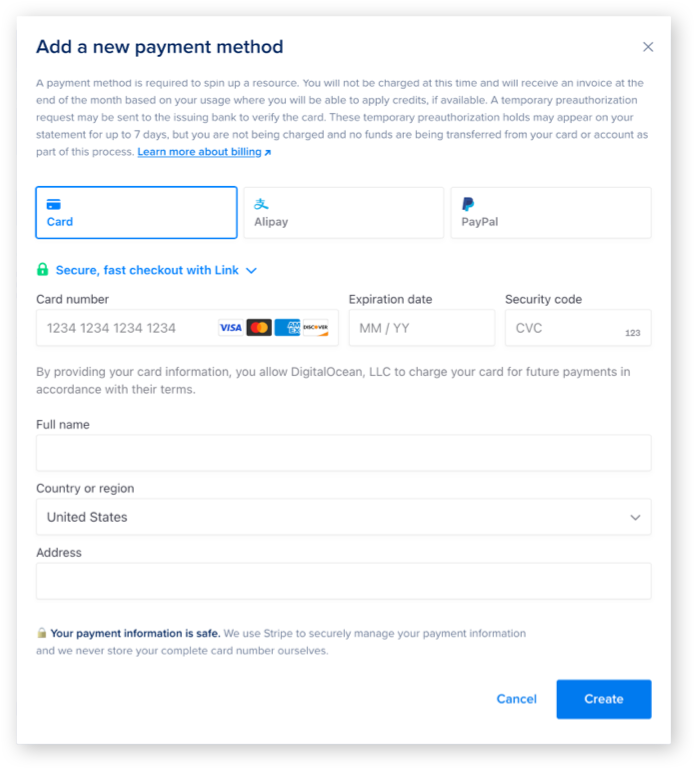 Add a new payment method
A payment method is required to spin up a resource. You will not be charged at this time and will receive an invoice at the
end of the month based on your usage where you will be able to apply credits, if available. A temporary preauthorization
request may be sent to the issuing bank to verify the card. These temporary preauthorization holds may appear on your
statement for up to 7 days, but you are not being charged and no funds are being transferred from your card or account as
part of this process. Learn more about billing
Card
Alipay
PayPal
Secure, fast checkout with Link
Card number
Expiration date
Security code
1234 1234 1234 1234
VISA
AM EX
DISCOVER
MM / YY
CVC
123
By providing your card information, you allow DigitalOcean, LLC to charge your card for future payments in
accordance with their terms.
Full name
Country or region
United States
Address
Your payment information is safe. We use Stripe to securely manage your payment information
and we never store your complete card number ourselves.
Cancel
Create